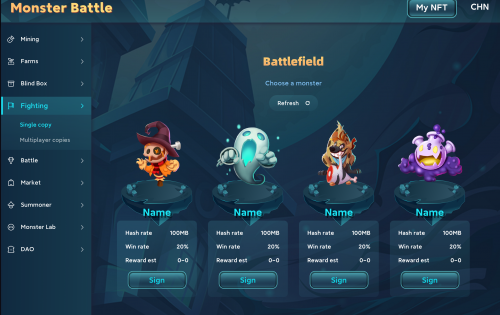 Monster Battle
My NFT
CHN
Mining
Farms
Blind Box
Fighting
Single copy
Multiplayer copies
Battle
Market
Summoner
Monster Lab
DAO
Battlefield
Choose a monster
Refresh
Name
Hash rate 100MB
Win rate 20%
Reward est 0-0
Sign
Name
Hash rate 100MB
Win rate 20%
Reward est 0-0
Sign
Name
Hash rate 100MB
Win rate 20%
Reward est 0-0
Sign
Name
Hash rate 100MB
Win rate 20%
Reward est 0-0
Sign